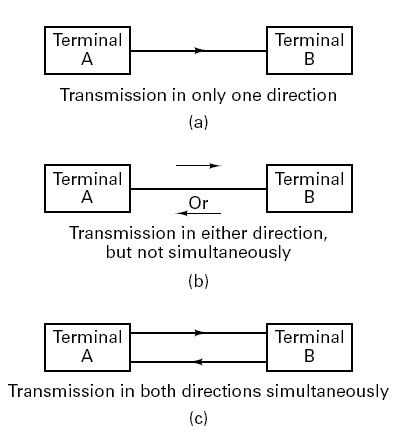 Terminal
A
Terminal
B
Transmission in only one direction
(a)
Terminal
A
Or
Terminal
B
Transmission in either direction,
but not simultaneously
(b)
Terminal
A
Terminal
B
Transmission in both directions simultaneously
(c)